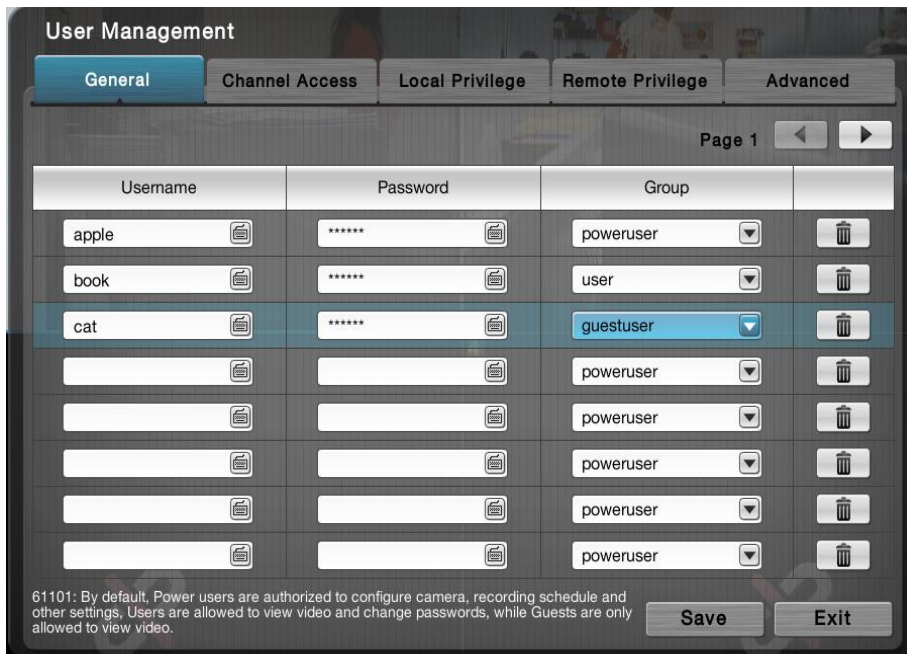 User Management
General Channel Access Local Privilege Remote Privilege Advanced
Page 1
Username Password Group
apple ****** poweruser
book ****** user
cat ****** guestuser
poweruser
poweruser
poweruser
poweruser
poweruser
61101: By default, Power users are authorized to configure camera, recording schedule and
other settings, Users are allowed to view video and change passwords, while Guests are only
allowed to view video.
Save Exit